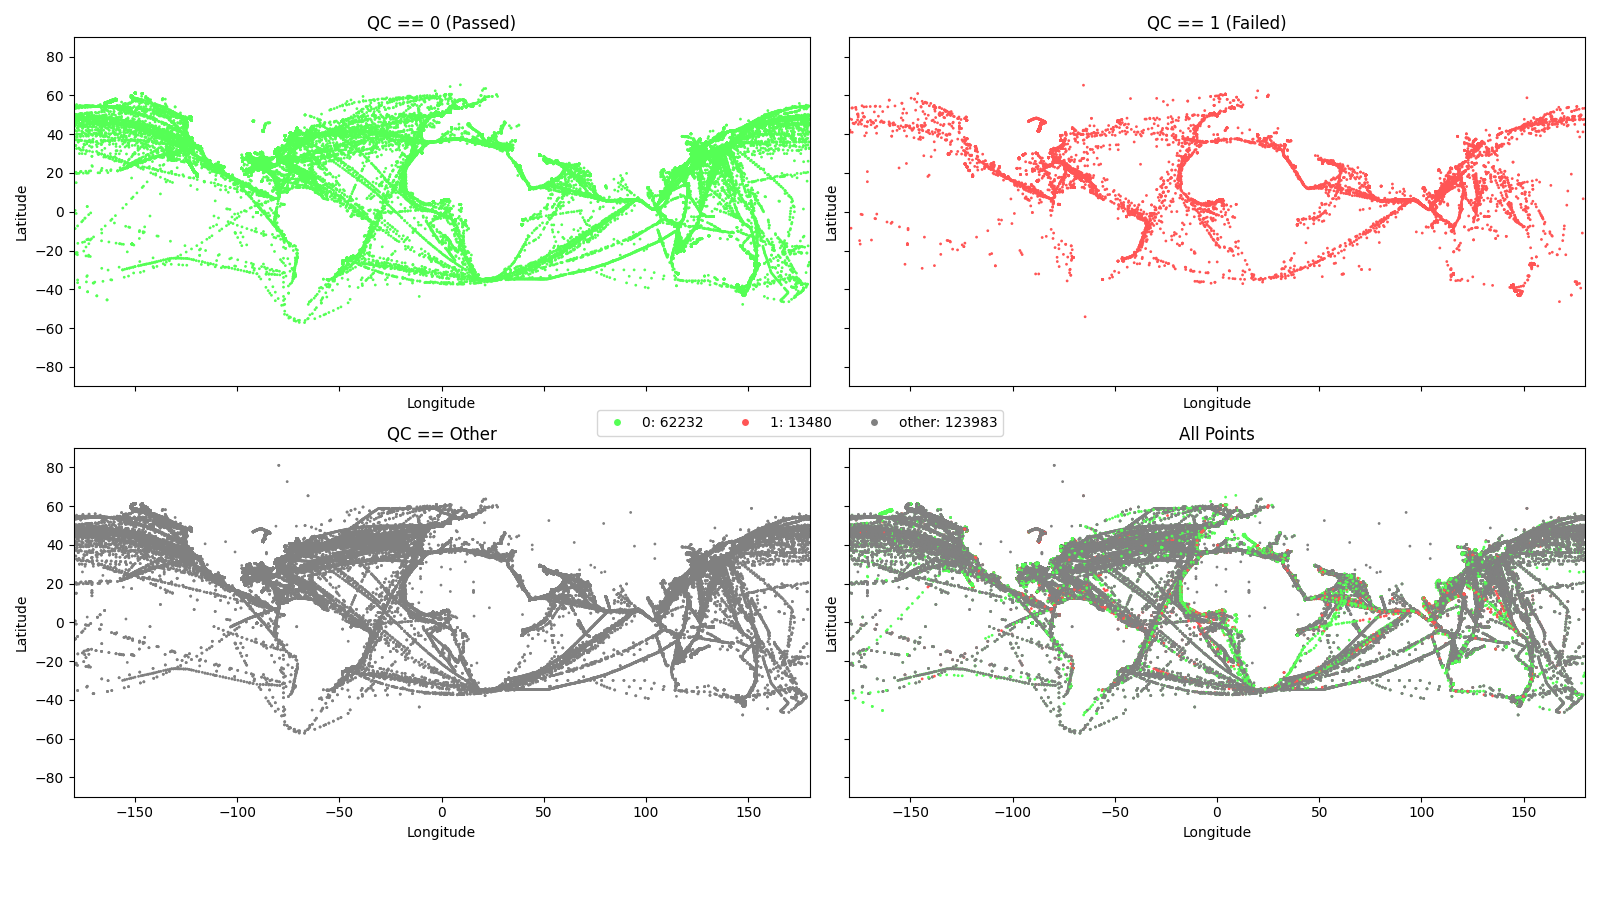 QC == 0 (Passed)
QC == 1 (Failed)
80
60
40
20
0
−20
−40
−60
−80
Latitude
Latitude
Longitude
Longitude
0: 62232 1: 13480 other: 123983
QC == Other
All Points
80
60
40
20
0
−20
−40
−60
−80
Latitude
Latitude
−150 −100 −50 0 50 100 150
−150 −100 −50 0 50 100 150
Longitude
Longitude